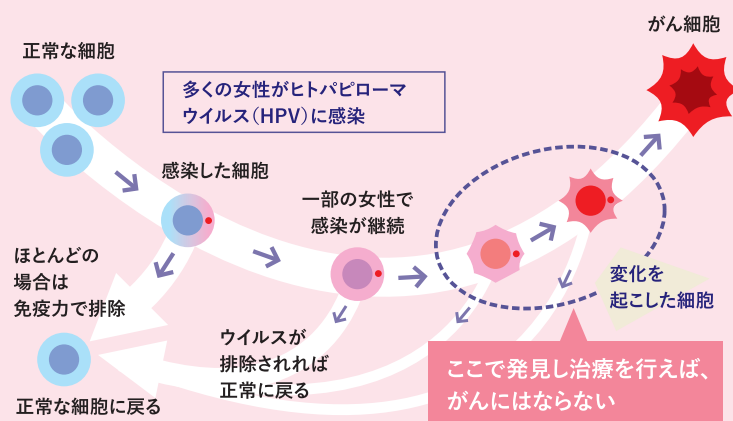 がん細胞
正常な細胞
多くの女性がヒトパピローマ
ウイルス（HPV）に感染
感染した細胞
一部の女性で
感染が継続
ほとんどの
場合は
免疫力で排除
変化を
起こした細胞
ウイルスが
排除されれば
正常に戻る
ここで発見し治療を行えば、
がんにはならない
正常な細胞に戻る